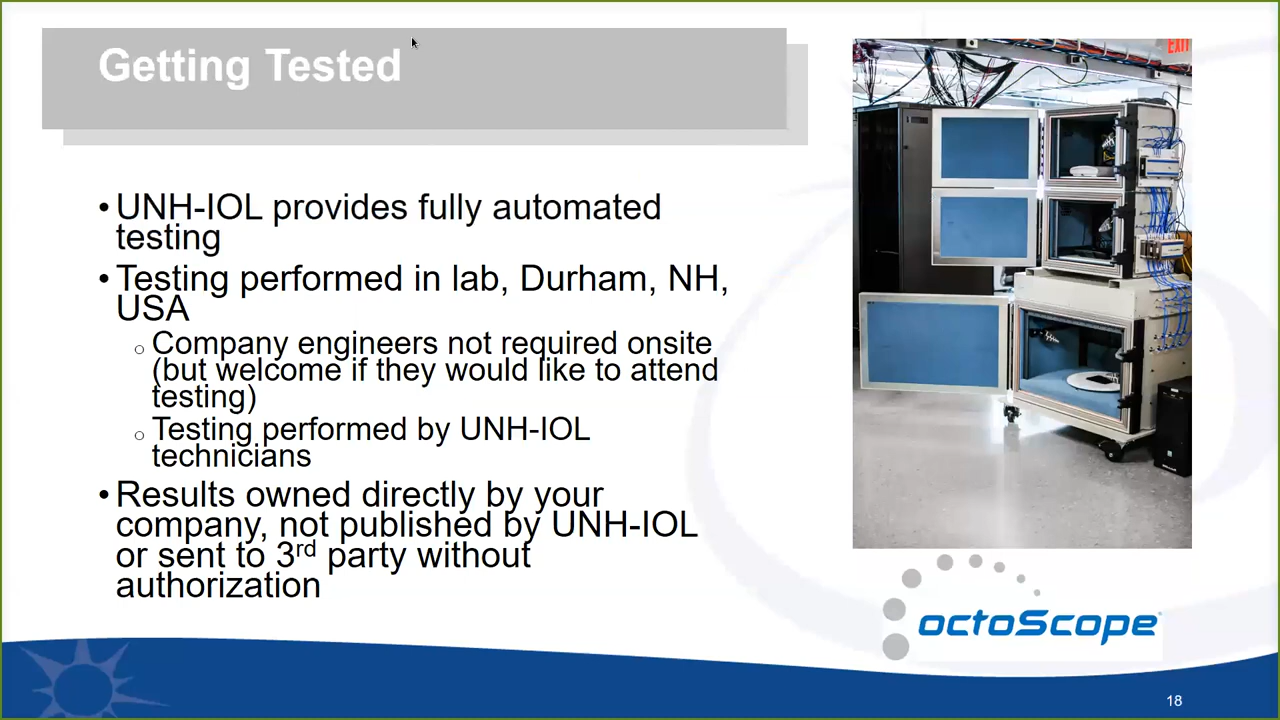 Getting Tested
• UNH-IOL provides fully automated
testing
• Testing performed in lab, Durham, NH,
USA
○ Company engineers not required onsite
(but welcome if they would like to attend
testing)
○ Testing performed by UNH-IOL
technicians
• Results owned directly by your
company, not published by UNH-IOL
or sent to 3rd party without
authorization
EXIT
octoScope
18